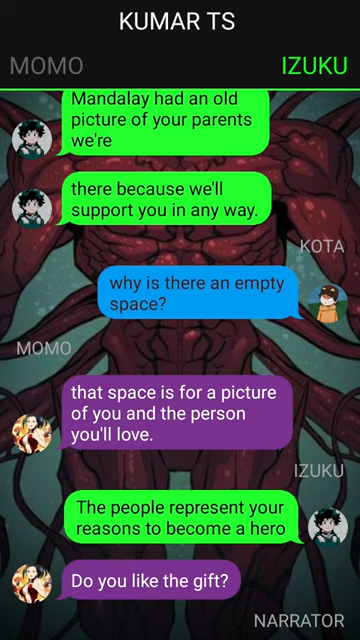 KUMAR TS
MOMO
IZUKU
Mandalay had an old
picture of your parents
we're
there because we'll
support you in any way.
KOTA
why is there an empty
space?
MOMO
that space is for a picture
of you and the person
you'll love.
IZUKU
The people represent your
reasons to become a hero
Do you like the gift?
NARRATOR